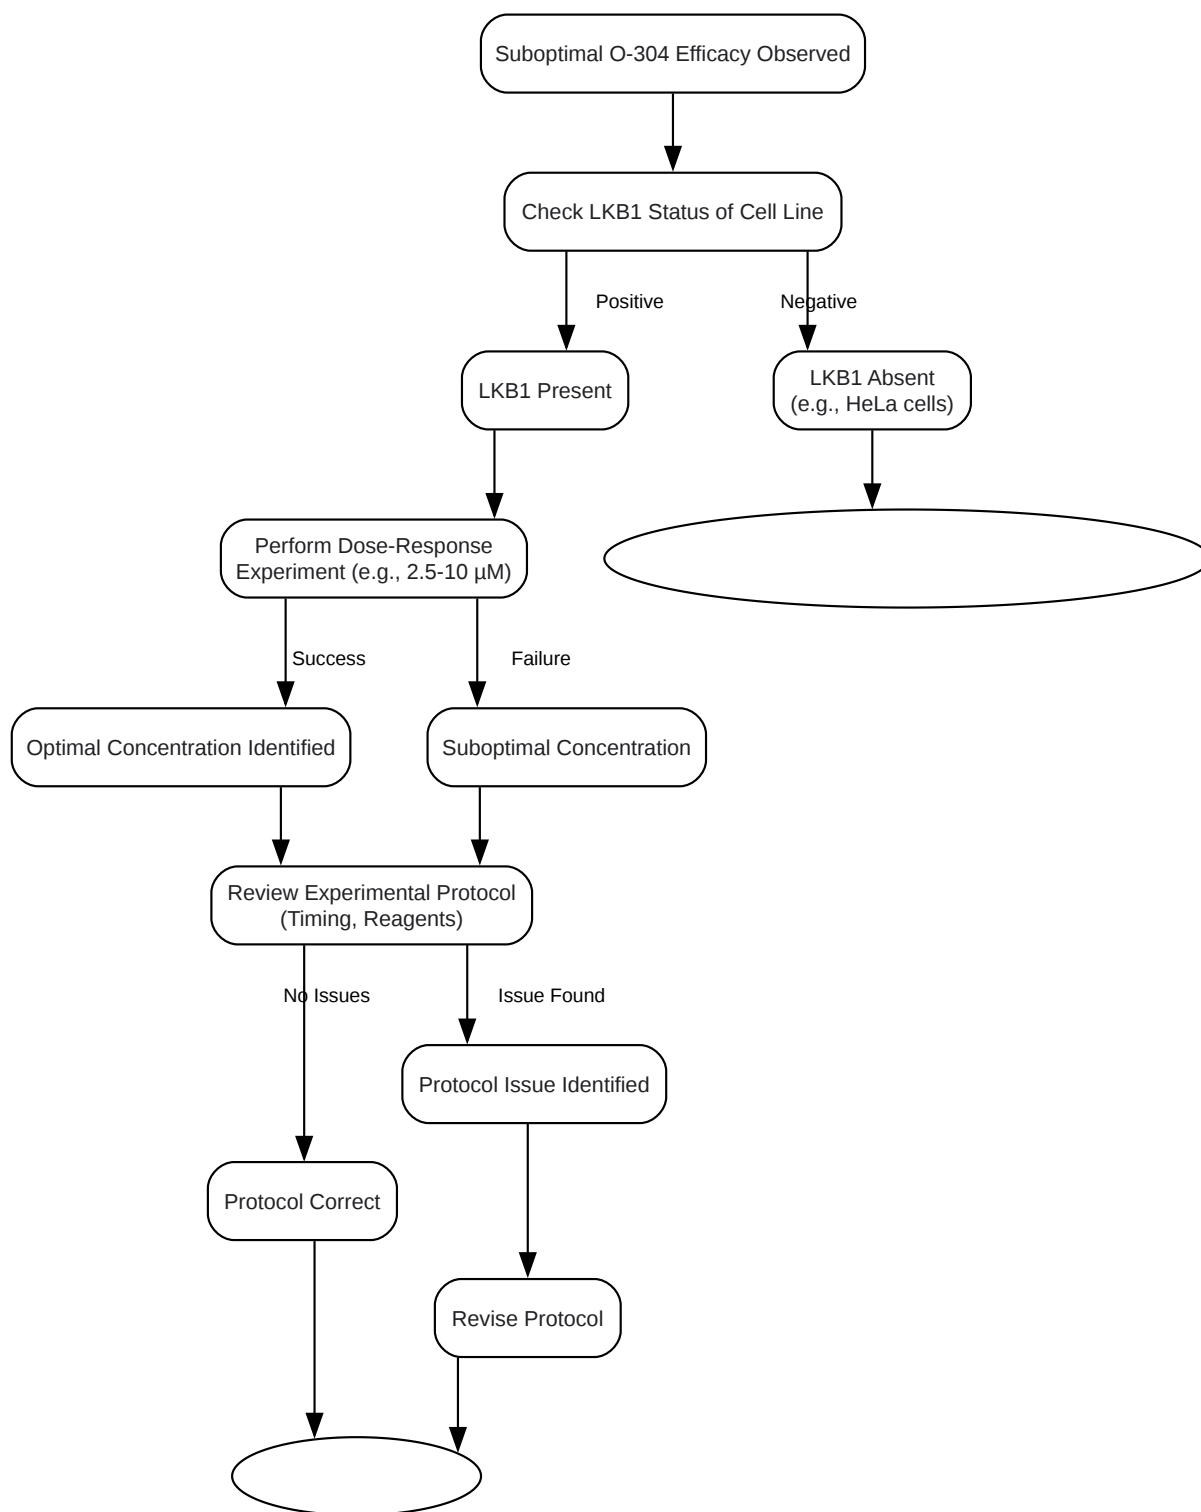 Suboptimal O-304 Efficacy Observed
Check LKB1 Status of Cell Line
Positive
Negative
LKB1 Present
LKB1 Absent
(e.g., HeLa cells)
Perform Dose-Response
Experiment (e.g., 2.5-10 µM)
Success
Failure
Optimal Concentration Identified
Suboptimal Concentration
Review Experimental Protocol
(Timing, Reagents)
No Issues
Issue Found
Protocol Issue Identified
Protocol Correct
Revise Protocol